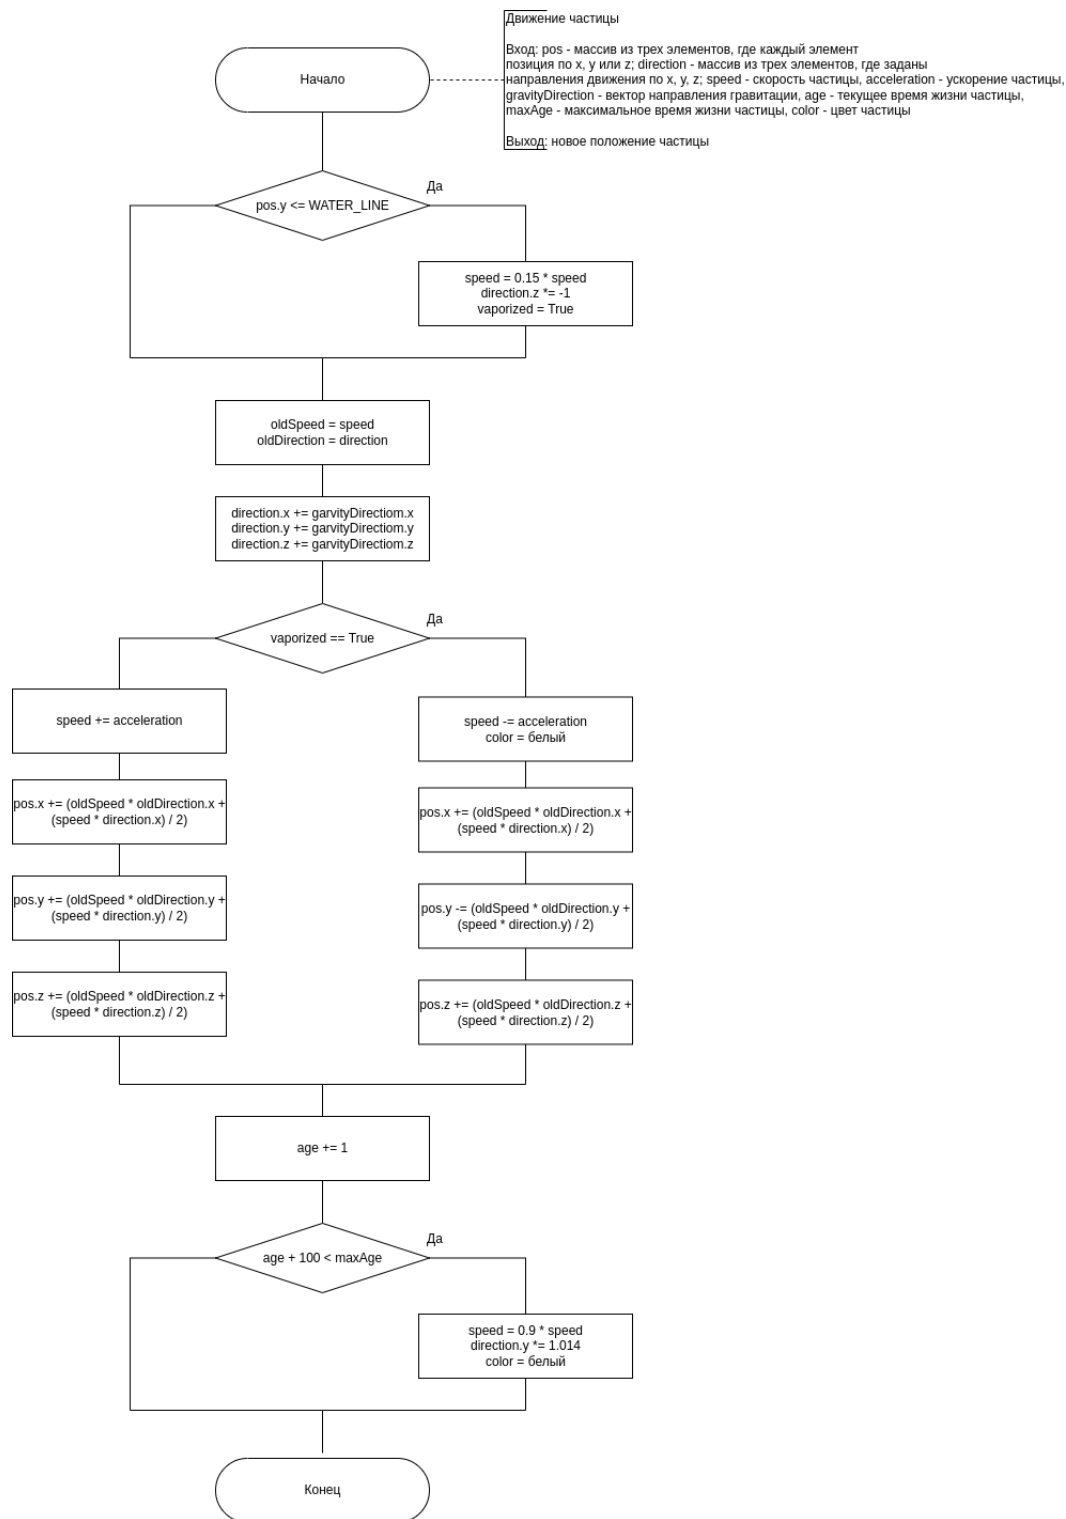 Движение частицы
Вход: pos - массив из трех элементов, где каждый элемент
позиция по x, y или z; direction - массив из трех элементов, где заданы
направления движения по x, y, z; speed - скорость частицы, acceleration - ускорение частицы,
gravityDirection - вектор направления гравитации, age - текущее время жизни частицы,
maxAge - максимальное время жизни частицы, color - цвет частицы
Выход: новое положение частицы
Начало
Да
pos.y <= WATER_LINE
speed = 0.15 * speed
direction.z *= -1
vaporized = True
oldSpeed = speed
oldDirection = direction
direction.x += garvityDirectiom.x
direction.y += garvityDirectiom.y
direction.z += garvityDirectiom.z
Да
vaporized == True
speed += acceleration
pos.x += (oldSpeed * oldDirection.x +
(speed * direction.x) / 2)
pos.y += (oldSpeed * oldDirection.y +
(speed * direction.y) / 2)
pos.z += (oldSpeed * oldDirection.z +
(speed * direction.z) / 2)
speed -= acceleration
color = белый
pos.x += (oldSpeed * oldDirection.x +
(speed * direction.x) / 2)
pos.y -= (oldSpeed * oldDirection.y +
(speed * direction.y) / 2)
pos.z += (oldSpeed * oldDirection.z +
(speed * direction.z) / 2)
age += 1
Да
age + 100 < maxAge
speed = 0.9 * speed
direction.y *= 1.014
color = белый
Конец